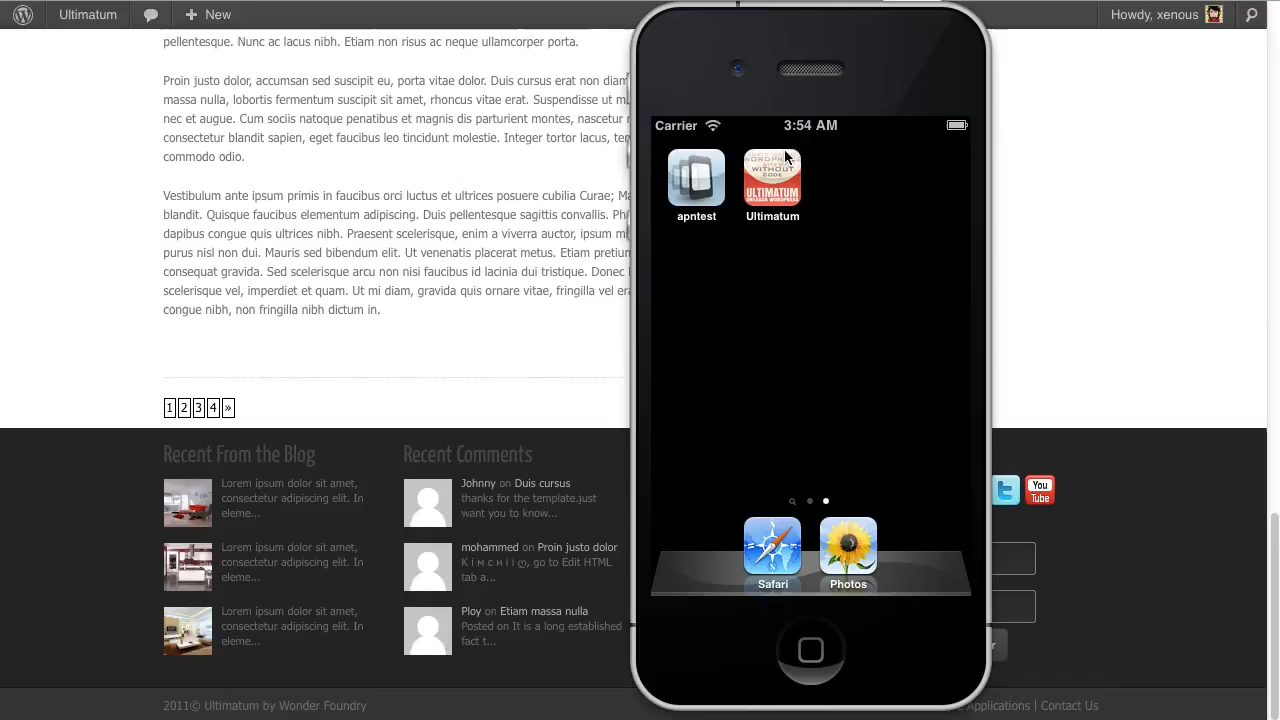 Ultimatum
New
Howdy, xenous
pellentesque. Nunc ac lacus nibh. Etiam non risus ac neque ullamcorper porta.
Proin justo dolor, accumsan sed suscipit eu, porta vitae dolor. Duis cursus erat non diam
massa nulla, lobortis fermentum suscipit sit amet, rhoncus vitae erat. Suspendisse ut m
nec et augue. Cum sociis natoque penatibus et magnis dis parturient montes, nascetur r
consectetur blandit sapien, eget faucibus leo tincidunt molestie. Integer tortor lacus, ter
commodo odio.
Vestibulum ante ipsum primis in faucibus orci luctus et ultrices posuere cubilia Curae; Ma
blandit. Quisque faucibus elementum adipiscing. Duis pellentesque sagittis convallis. Ph
dapibus congue quis ultrices nibh. Praesent scelerisque, enim a viverra auctor, ipsum mi
purus nisl non dui. Mauris sed bibendum elit. Ut venenatis placerat metus. Etiam pretiun
consequat gravida. Sed scelerisque arcu non nisi faucibus id lacinia dui tristique. Donec l
scelerisque vel, imperdiet et quam. Ut mi diam, gravida quis ornare vitae, fringilla vel era
congue nibh, non fringilla nibh dictum in.
1 2 3 4 »
Carrier
3:54 AM
WORDPRESS
SITES
WITHOUT
CODE
ULTIMATUM
UNLEASH WORDPRESS
apntest
Ultimatum
Safari
Photos
Recent From the Blog
Lorem ipsum dolor sit amet,
consectetur adipiscing elit. In
eleme...
Lorem ipsum dolor sit amet,
consectetur adipiscing elit. In
eleme...
Lorem ipsum dolor sit amet,
consectetur adipiscing elit. In
eleme...
Recent Comments
Johnny on Duis cursus
thanks for the template.just
want you to know...
mohammed on Proin justo dolor
K i м c н i i ღ, go to Edit HTML
tab a...
Ploy on Etiam massa nulla
Posted on It is a long established
fact t...
You
Tube
r
2011© Ultimatum by Wonder Foundry
Applications | Contact Us